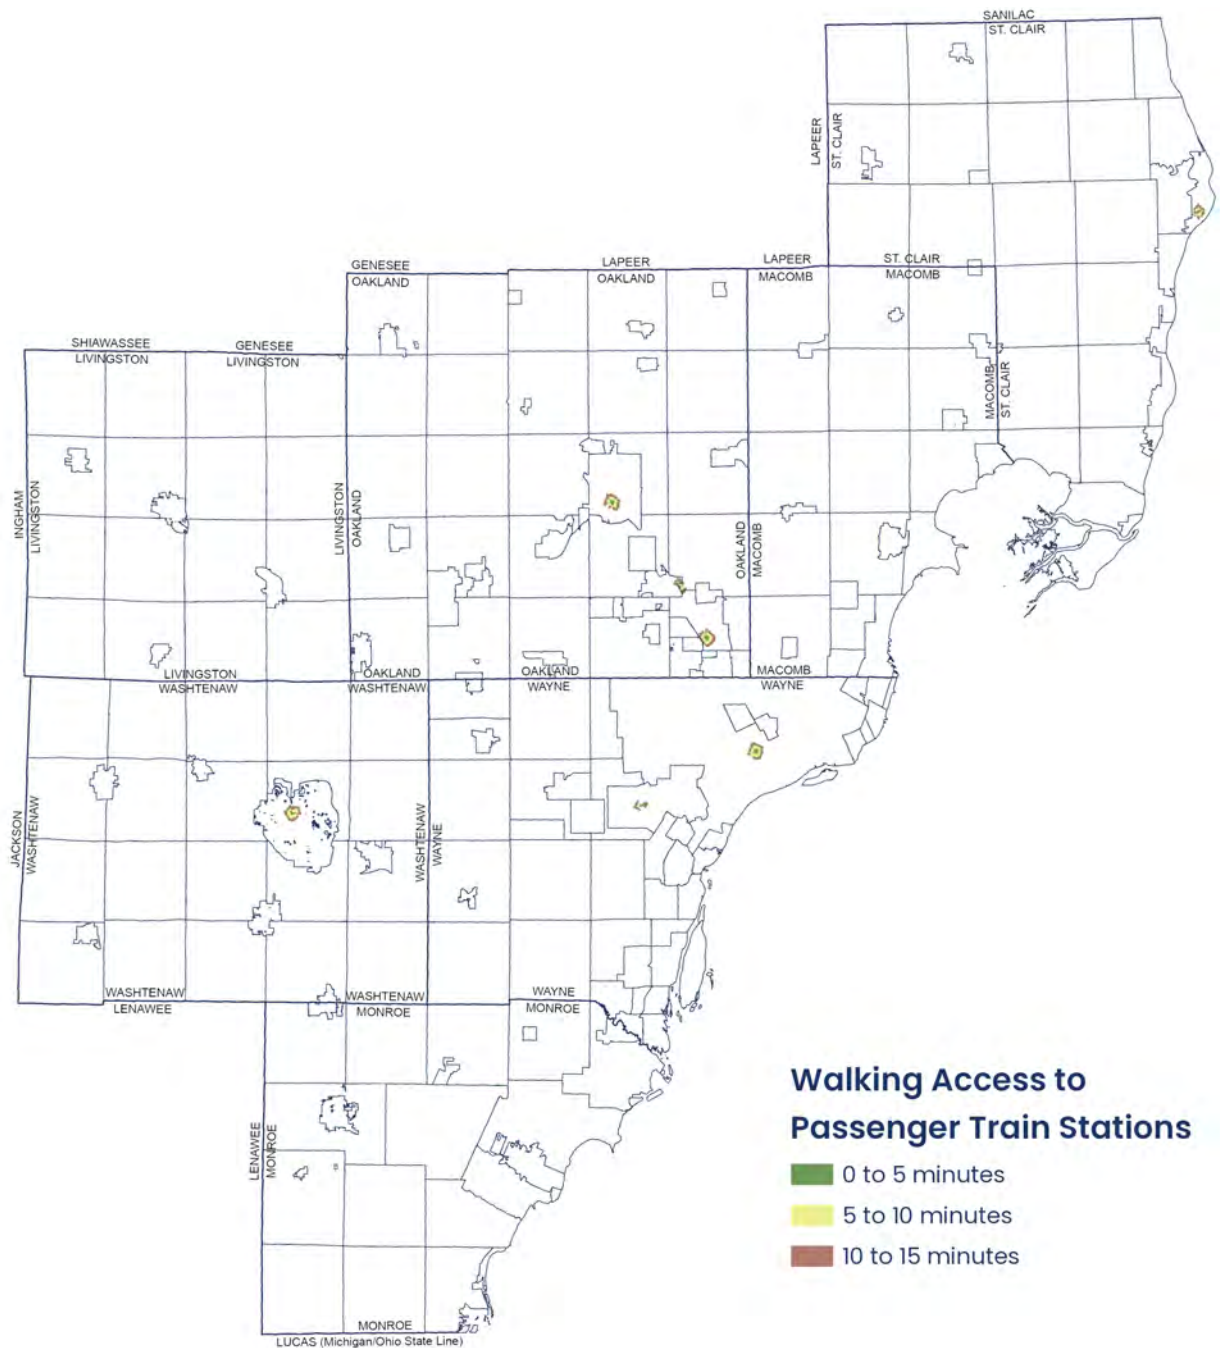 SANILAC
ST. CLAIR
LAPEER
ST. CLAIR
GENESEE
OAKLAND
LAPEER
OAKLAND
LAPEER
MACOMB
ST. CLAIR
MACOMB
SHIAWASSEE
LIVINGSTON
GENESEE
LIVINGSTON
MACOMB
ST. CLAIR
INGHAM
LIVINGSTON
LIVINGSTON
OAKLAND
OAKLAND
MACOMB
LIVINGSTON
WASHTENAW
OAKLAND
WASHTENAW
OAKLAND
WAYNE
MACOMB
WAYNE
JACKSON
WASHTENAW
WASHTENAW
WAYNE
WASHTENAW
LENAWEE
WASHTENAW
MONROE
WAYNE
MONROE
LENAWEE
MONROE
MONROE
LUCAS (Michigan/Ohio State Line)
Walking Access to
Passenger Train Stations
0 to 5 minutes
5 to 10 minutes
10 to 15 minutes